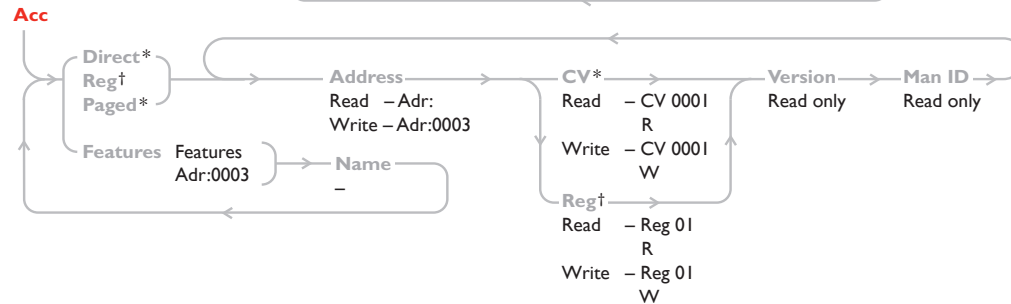 Acc
Direct*
Reg†
Paged*
Features Features
Adr:0003
Name
–
Address
Read – Adr:
Write – Adr:0003
CV*
Read – CV 0001
R
Write – CV 0001
W
Reg†
Read – Reg 01
R
Write – Reg 01
W
Version
Read only
Man ID
Read only